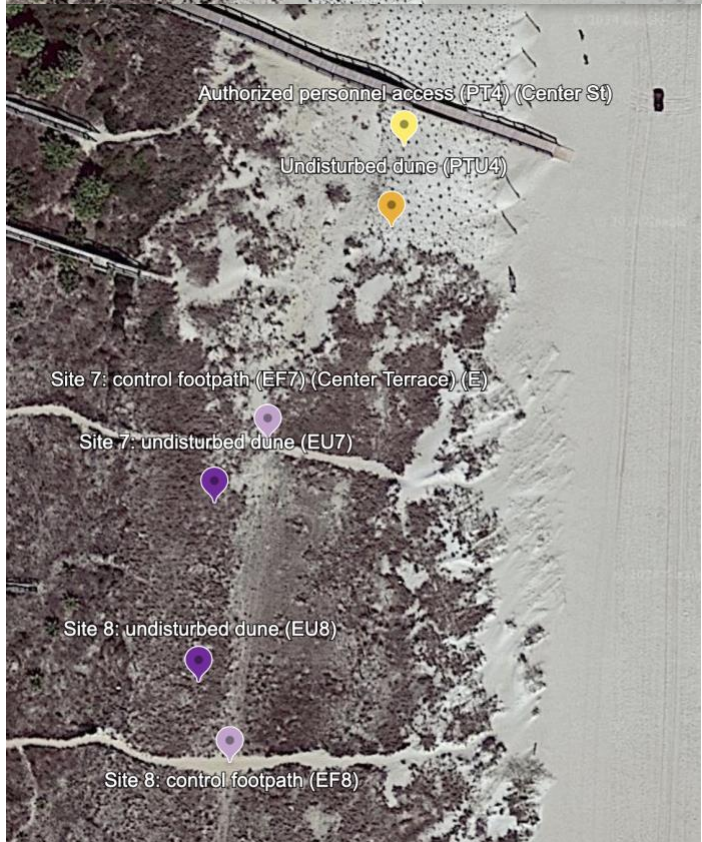 Authorized personnel access (PT4) (Center St)
Undisturbed dune (PTU4)
Site 7: control footpath (EF7) (Center Terrace) (E)
Site 7: undisturbed dune (EU7)
Site 8: undisturbed dune (EU8)
Site 8: control footpath (EF8)